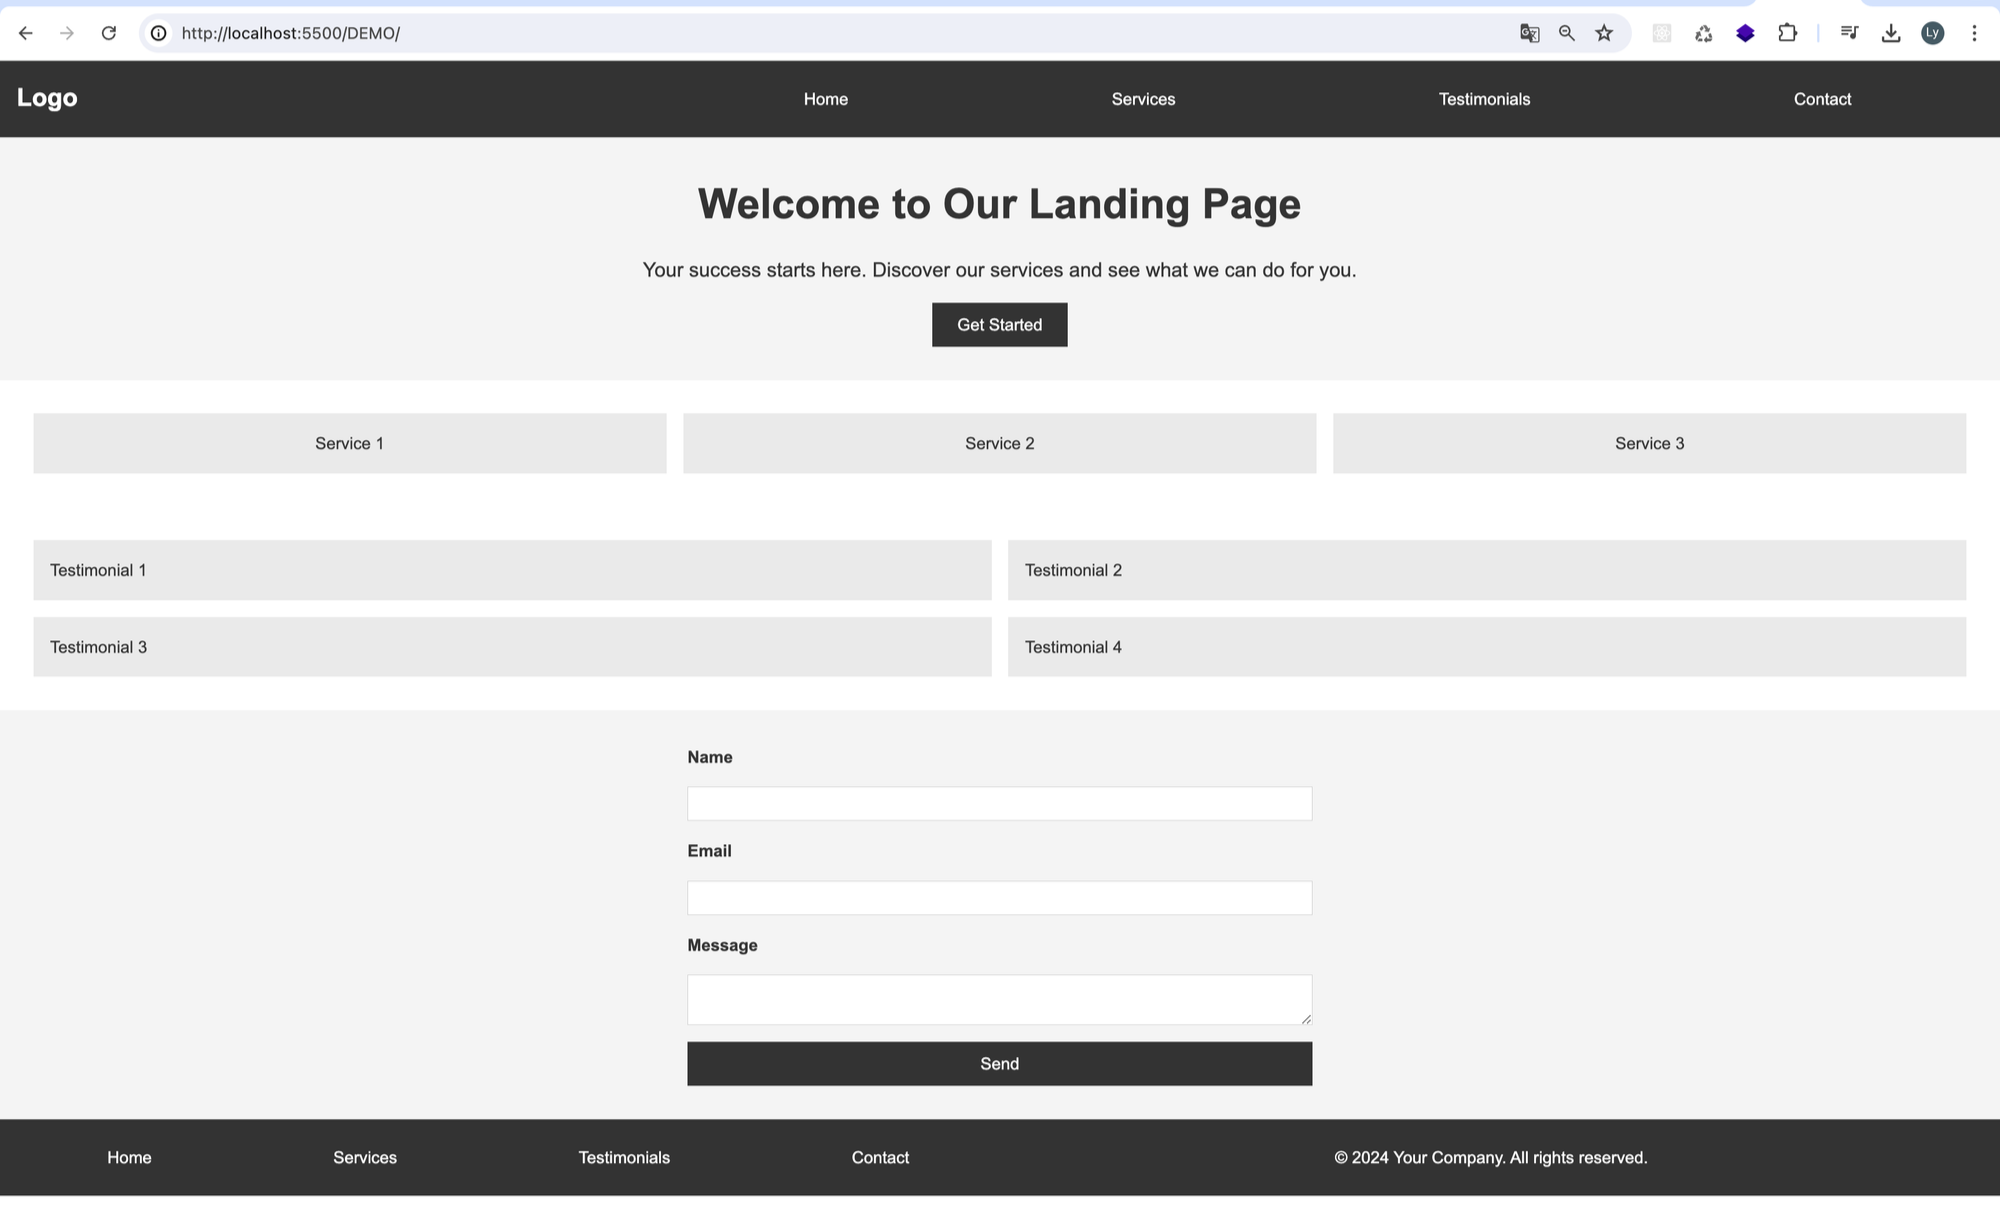 http://localhost:5500/DEMO/
Ly
Logo
Home Services Testimonials Contact
Welcome to Our Landing Page
Your success starts here. Discover our services and see what we can do for you.
Get Started
Service 1 Service 2 Service 3
Testimonial 1 Testimonial 2
Testimonial 3 Testimonial 4
Name
Email
Message
Send
Home Services Testimonials Contact © 2024 Your Company. All rights reserved.